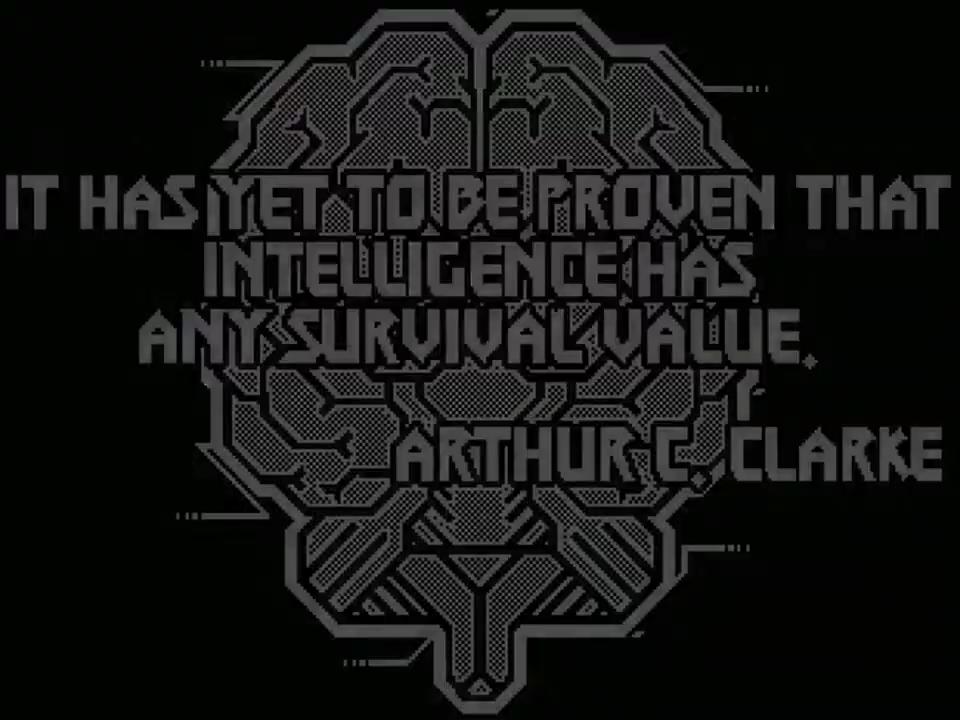 IT HAS YET TO BE PROVEN THAT
INTELLIGENCE HAS
ANY SURVIVAL VALUE.
ARTHUR C. CLARKE